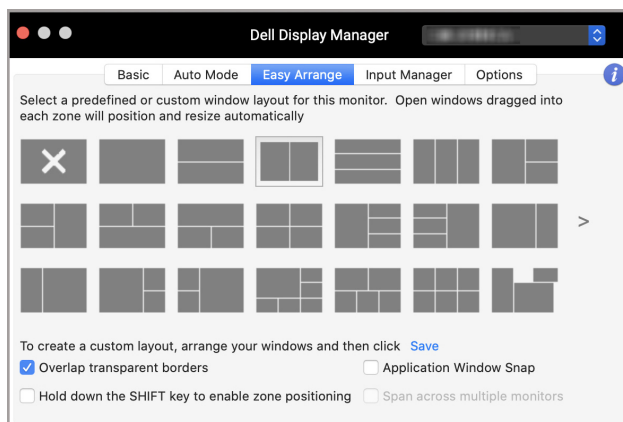 Dell Display Manager
Basic Auto Mode Easy Arrange Input Manager Options i
Select a predefined or custom window layout for this monitor. Open windows dragged into
each zone will position and resize automatically
>
To create a custom layout, arrange your windows and then click Save
Overlap transparent borders Application Window Snap
Hold down the SHIFT key to enable zone positioning Span across multiple monitors